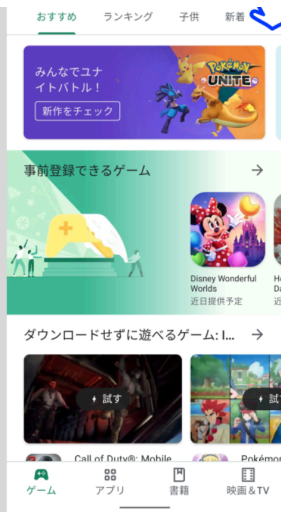 おすすめ ランキング 子供 新着
みんなでユナ
イトバトル！
新作をチェック
POKÉMON
UNITE
事前登録できるゲーム →
Disney Wonderful
Worlds
近日提供予定
ダウンロードせずに遊べるゲーム: I... →
試す
試
Call of Duty®: Mobile
Pokémon
ゲーム アプリ 書籍 映画&TV